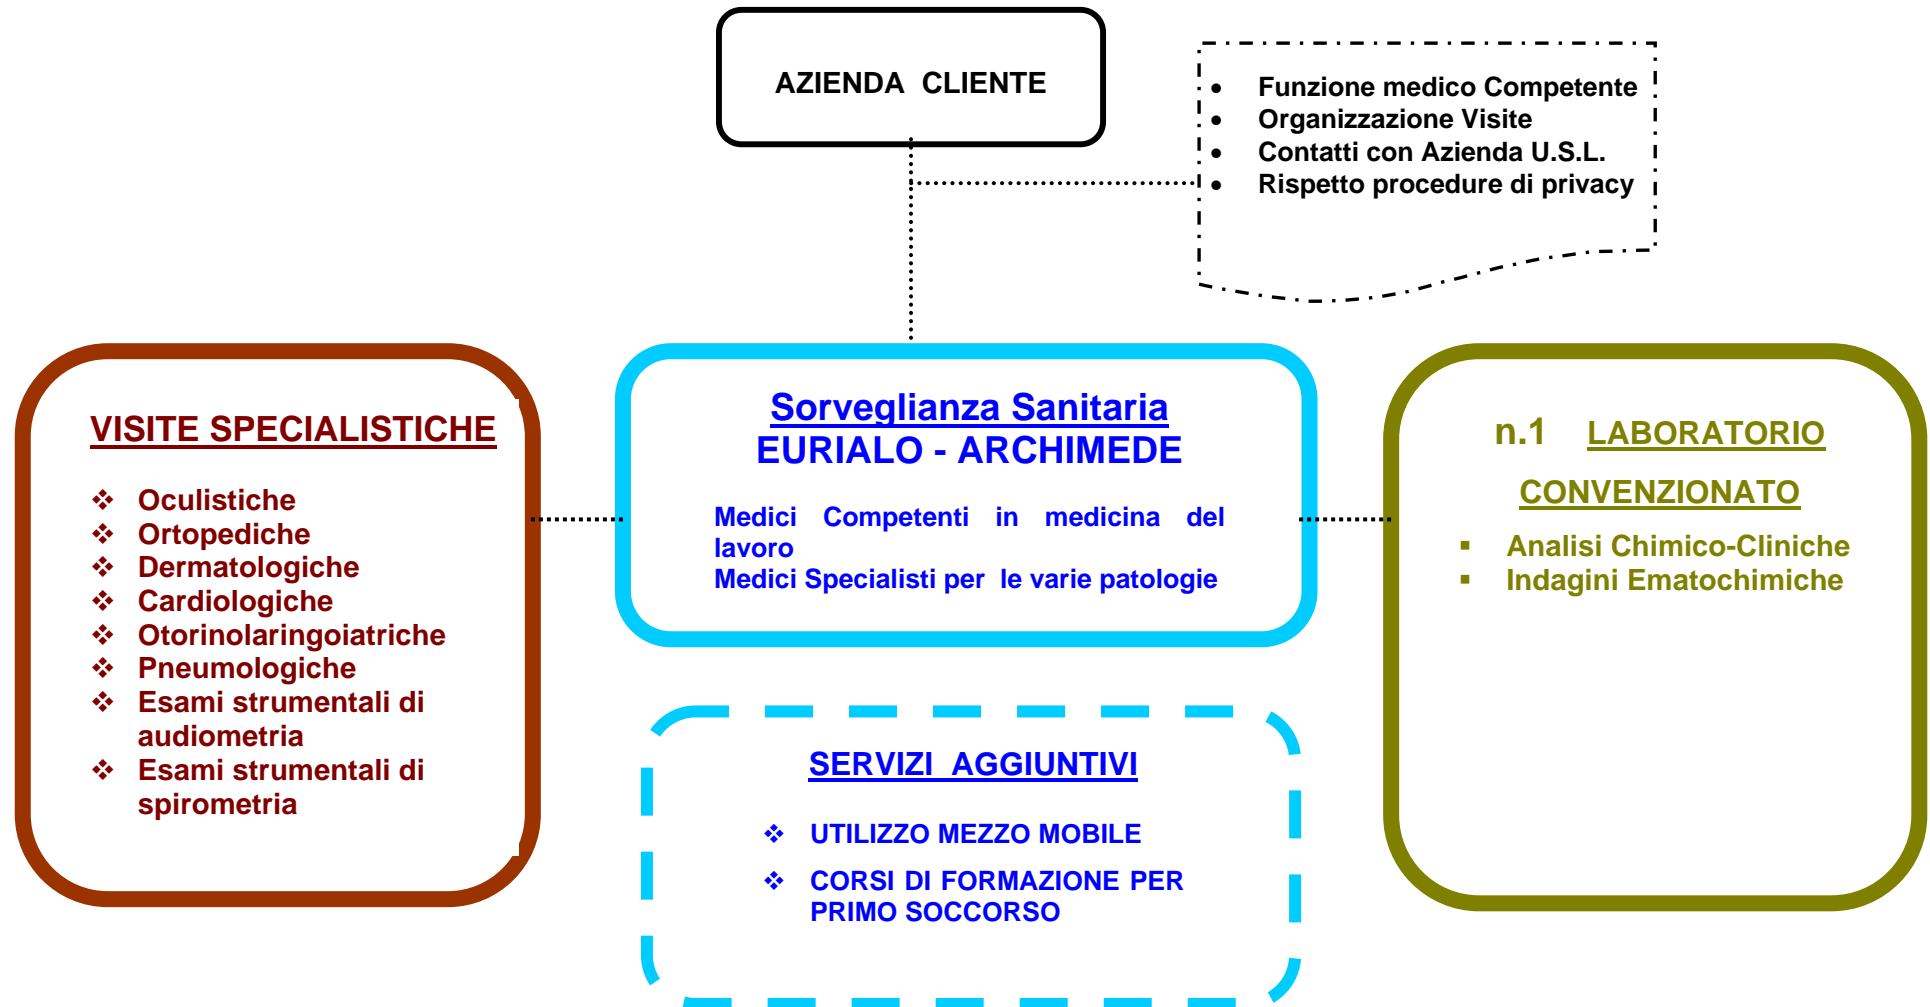 AZIENDA CLIENTE
• Funzione medico Competente
• Organizzazione Visite
• Contatti con Azienda U.S.L.
• Rispetto procedure di privacy
VISITE SPECIALISTICHE
❖ Oculistiche
❖ Ortopediche
❖ Dermatologiche
❖ Cardiologiche
❖ Otorinolaringoiatriche
❖ Pneumologiche
❖ Esami strumentali di
audiometria
❖ Esami strumentali di
spirometria
Sorveglianza Sanitaria
EURIALO - ARCHIMEDE
Medici Competenti in medicina del
lavoro
Medici Specialisti per le varie patologie
n.1 LABORATORIO
CONVENZIONATO
▪ Analisi Chimico-Cliniche
▪ Indagini Ematochimiche
SERVIZI AGGIUNTIVI
❖ UTILIZZO MEZZO MOBILE
❖ CORSI DI FORMAZIONE PER
PRIMO SOCCORSO